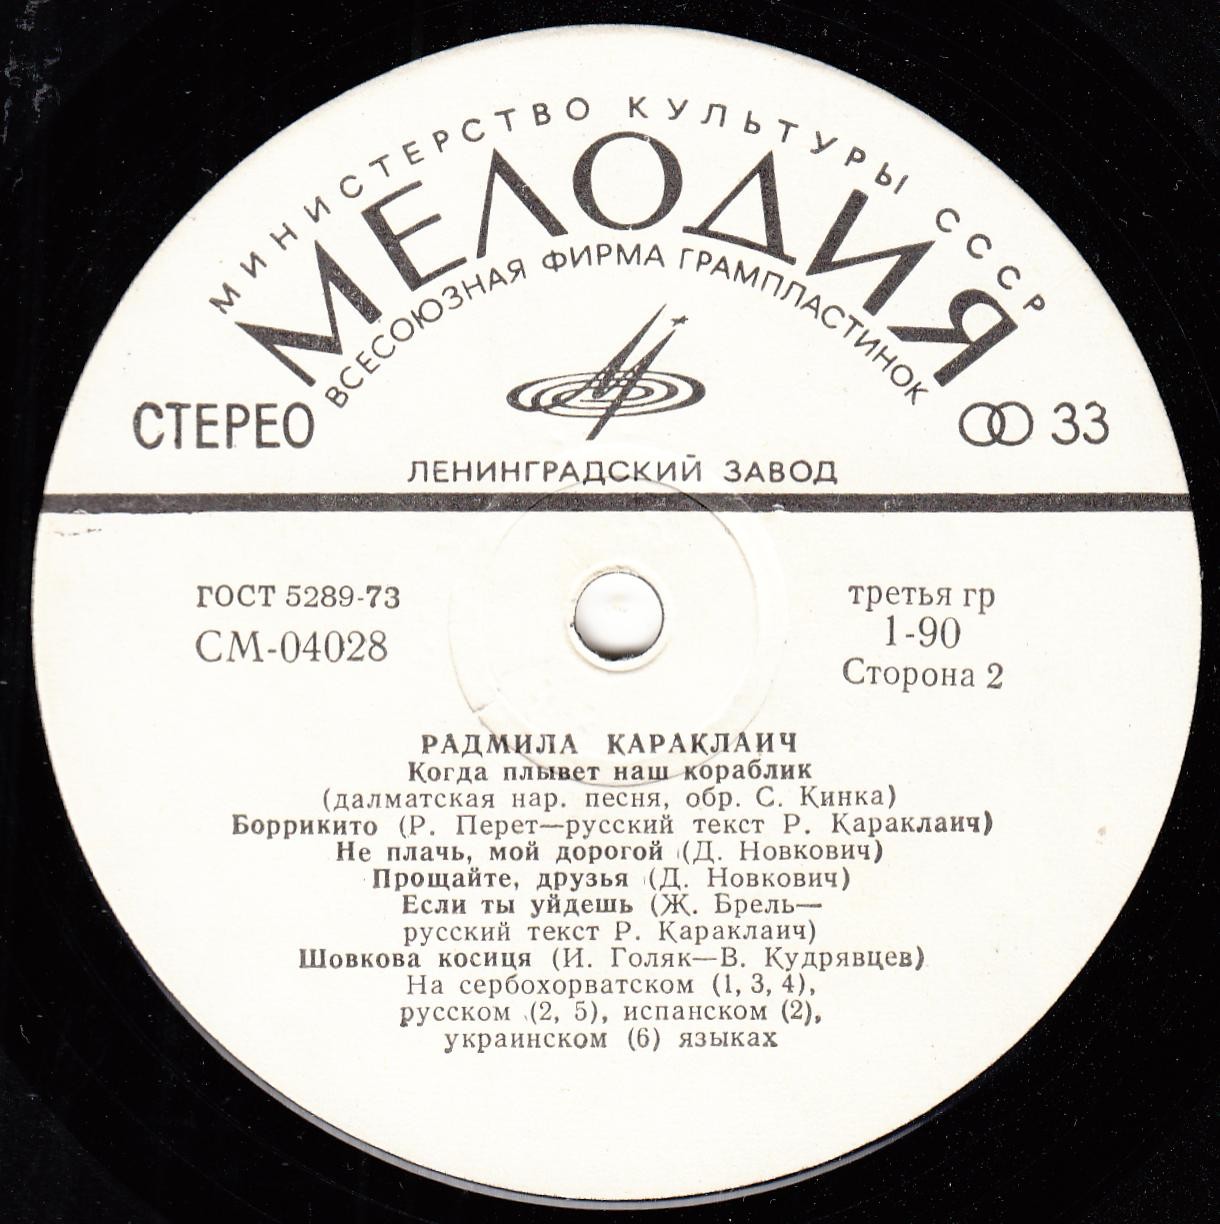 МИНИСТЕРСТВО КУЛЬТУРЫ СССР
МЕЛОДИЯ
ВСЕСОЮЗНАЯ ФИРМА ГРАМПЛАСТИНОК
СТЕРЕО
33
ЛЕНИНГРАДСКИЙ ЗАВОД
ГОСТ 5289-73
СМ-04028
третья гр
1-90
Сторона 2
РАДМИЛА КАРАКЛАИЧ
Когда плывет наш кораблик
(далматская нар. песня, обр. С. Кинка)
Боррикито (Р. Перет—русский текст Р. Караклаич)
Не плачь, мой дорогой (Д. Новкович)
Прощайте, друзья (Д. Новкович)
Если ты уйдешь (Ж. Брель—
русский текст Р. Караклаич)
Шовкова косиця (И. Голяк—В. Кудрявцев)
На сербохорватском (1, 3, 4),
русском (2, 5), испанском (2),
украинском (6) языках